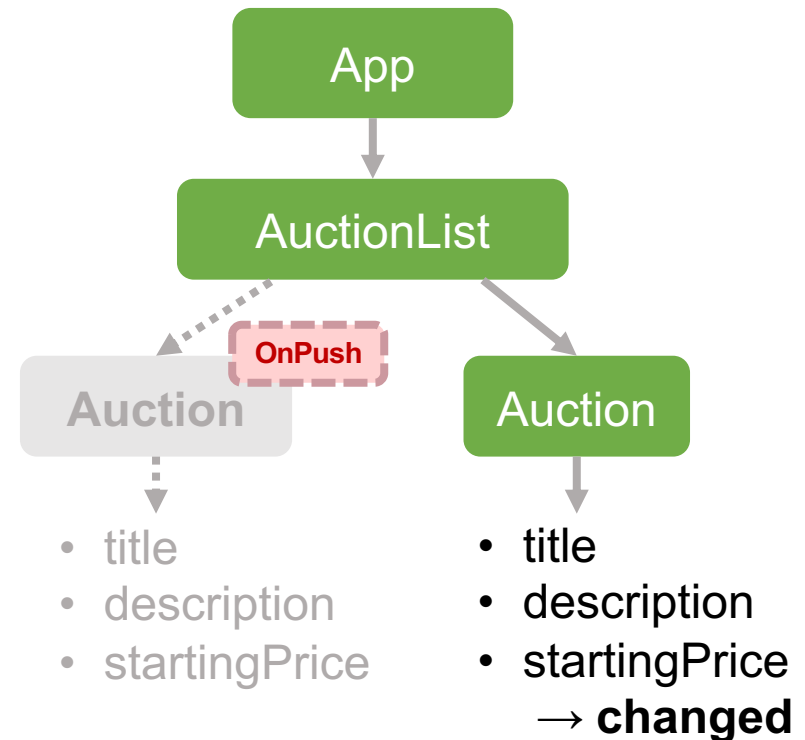 App
AuctionList
OnPush
Auction
• title
• description
• startingPrice
Auction
• title
• description
• startingPrice
→ changed